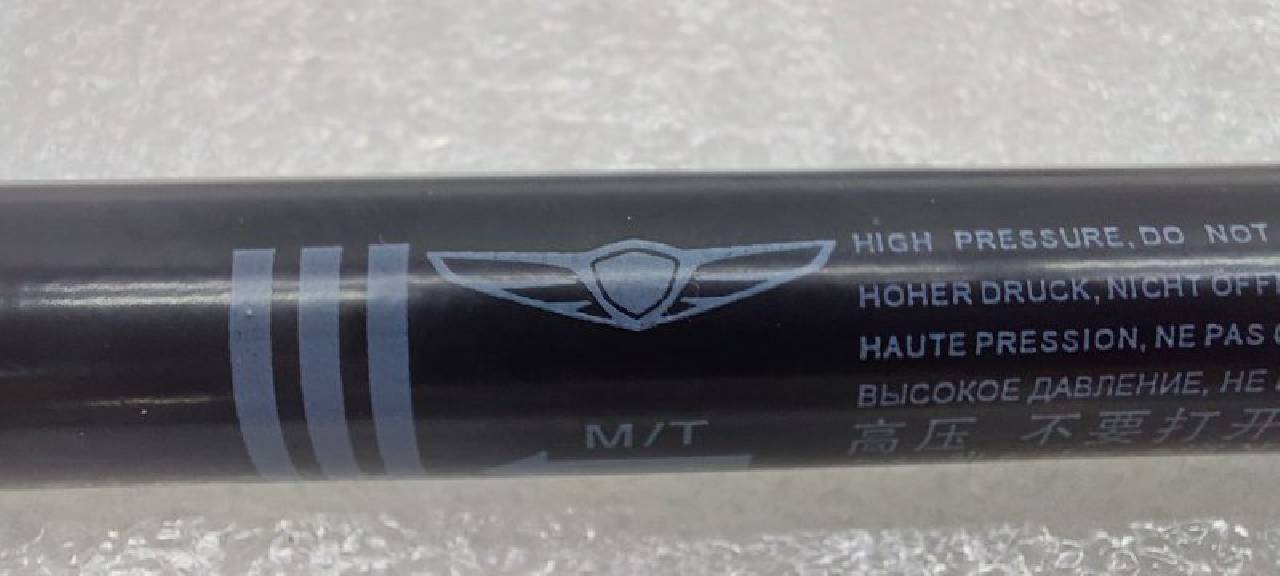 HIGH PRESSURE, DO NOT
HOHER DRUCK, NICHT ÖFF
HAUTE PRESSION, NE PAS
ВЫСОКОЕ ДАВЛЕНИЕ, НЕ
高压 不要打开
M/T